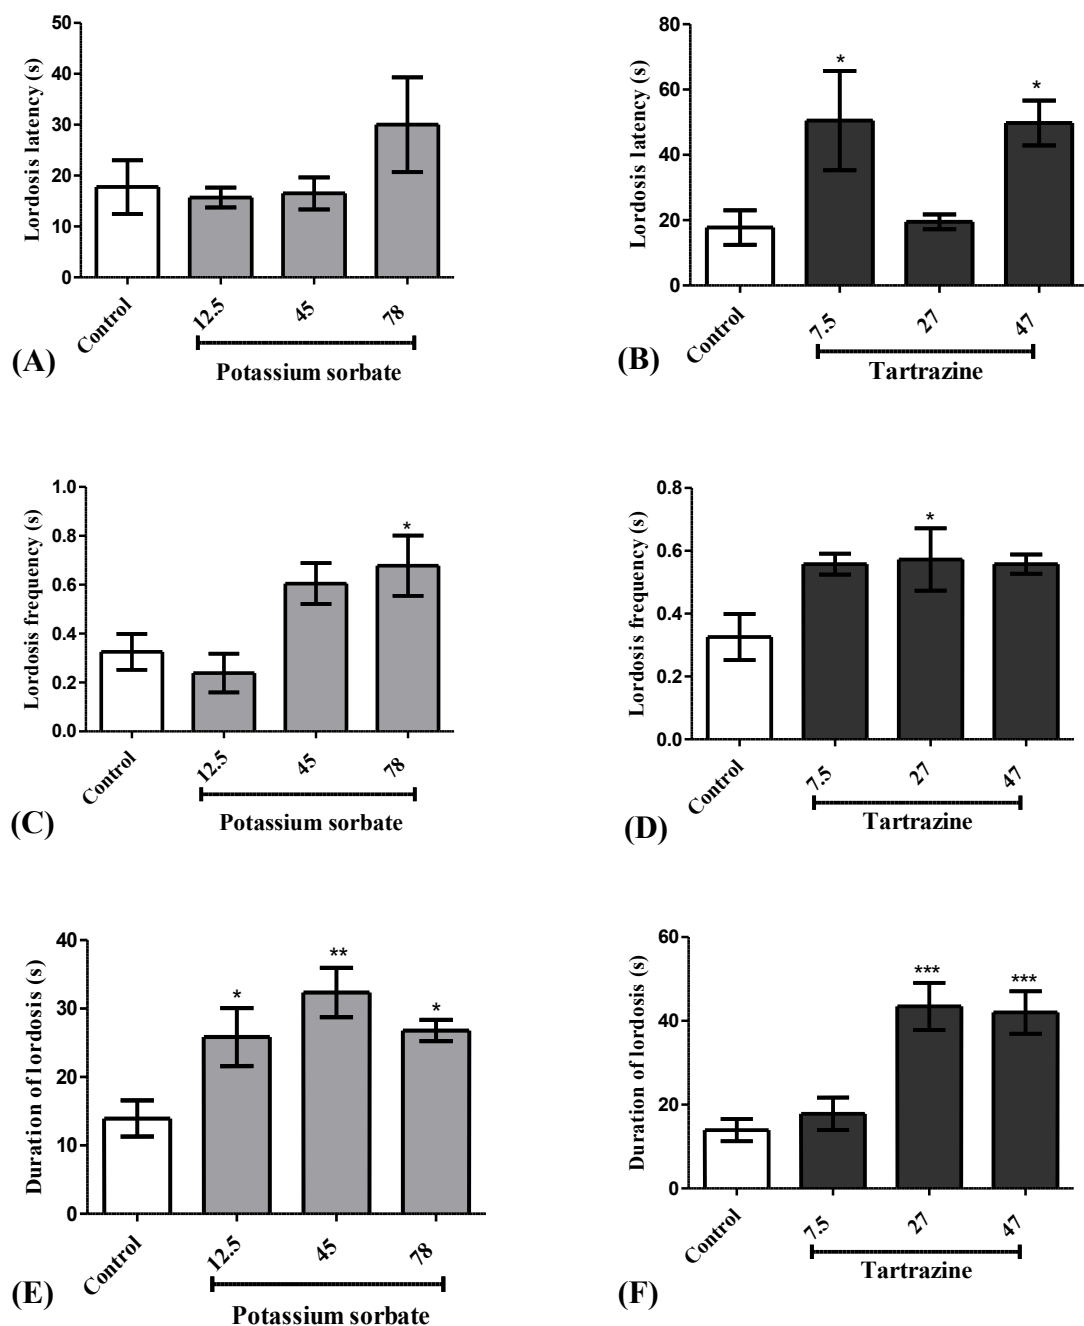 50
40
30
20
10
0
Lordosis latency (s)
Control
12.5
45
78
Potassium sorbate
(A)
80
60
40
20
0
Lordosis latency (s)
*
*
Control
7.5
27
47
Tartrazine
(B)
1.0
0.8
0.6
0.4
0.2
0.0
Lordosis frequency (s)
*
Control
12.5
45
78
Potassium sorbate
(C)
0.8
0.6
0.4
0.2
0.0
Lordosis frequency (s)
*
Control
7.5
27
47
Tartrazine
(D)
40
30
20
10
0
Duration of lordosis (s)
*
**
*
Control
12.5
45
78
Potassium sorbate
(E)
60
40
20
0
Duration of lordosis (s)
***
***
Control
7.5
27
47
Tartrazine
(F)